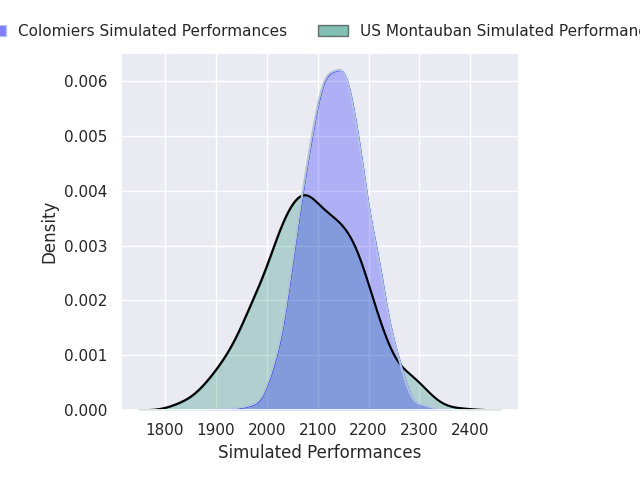 Colomiers Simulated Performances
US Montauban Simulated
0.006
0.005
0.004
0.003
0.002
0.001
0.000
Density
1800 1900 2000 2100 2200 2300 2400
Simulated Performances